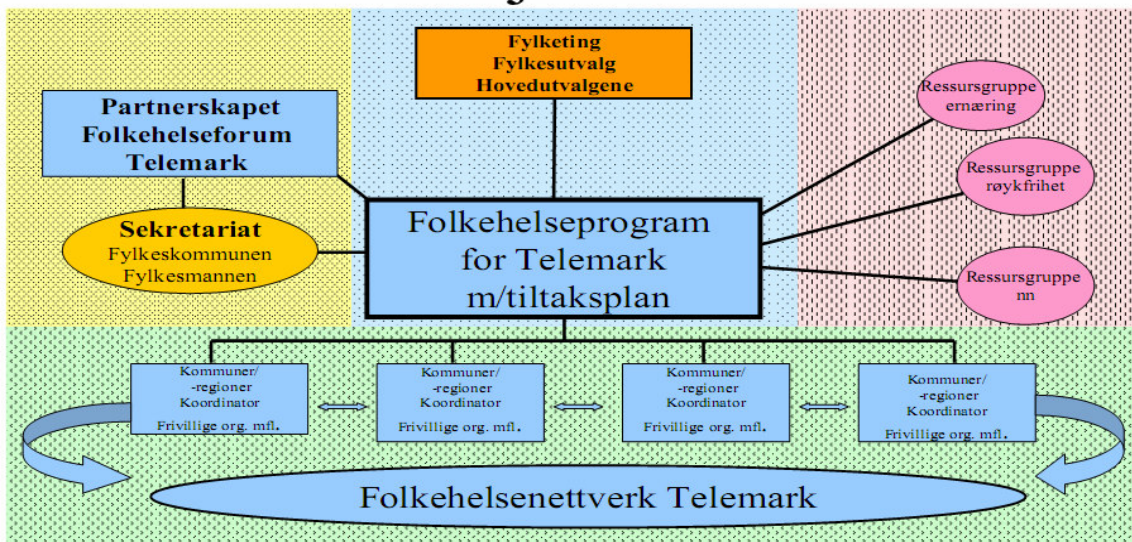 Fylketing
Fylkesutvalg
Hovedutvalgene
Partnerskapet
Folkehelseforum
Telemark
Sekretariat
Fylkeskommunen
Fylkesmannen
Folkehelseprogram
for Telemark
m/tiltaksplan
Ressursgruppe
ernæring
Ressursgruppe
røykfrihet
Ressursgruppe
nn
Kommuner/
-regioner
Koordinator
Frivillige org. mfl.
Kommuner/
-regioner
Koordinator
Frivillige org. mfl.
Kommuner/
-regioner
Koordinator
Frivillige org. mfl.
Kommuner/
-regioner
Koordinator
Frivillige org. mfl.
Folkehelsenettverk Telemark